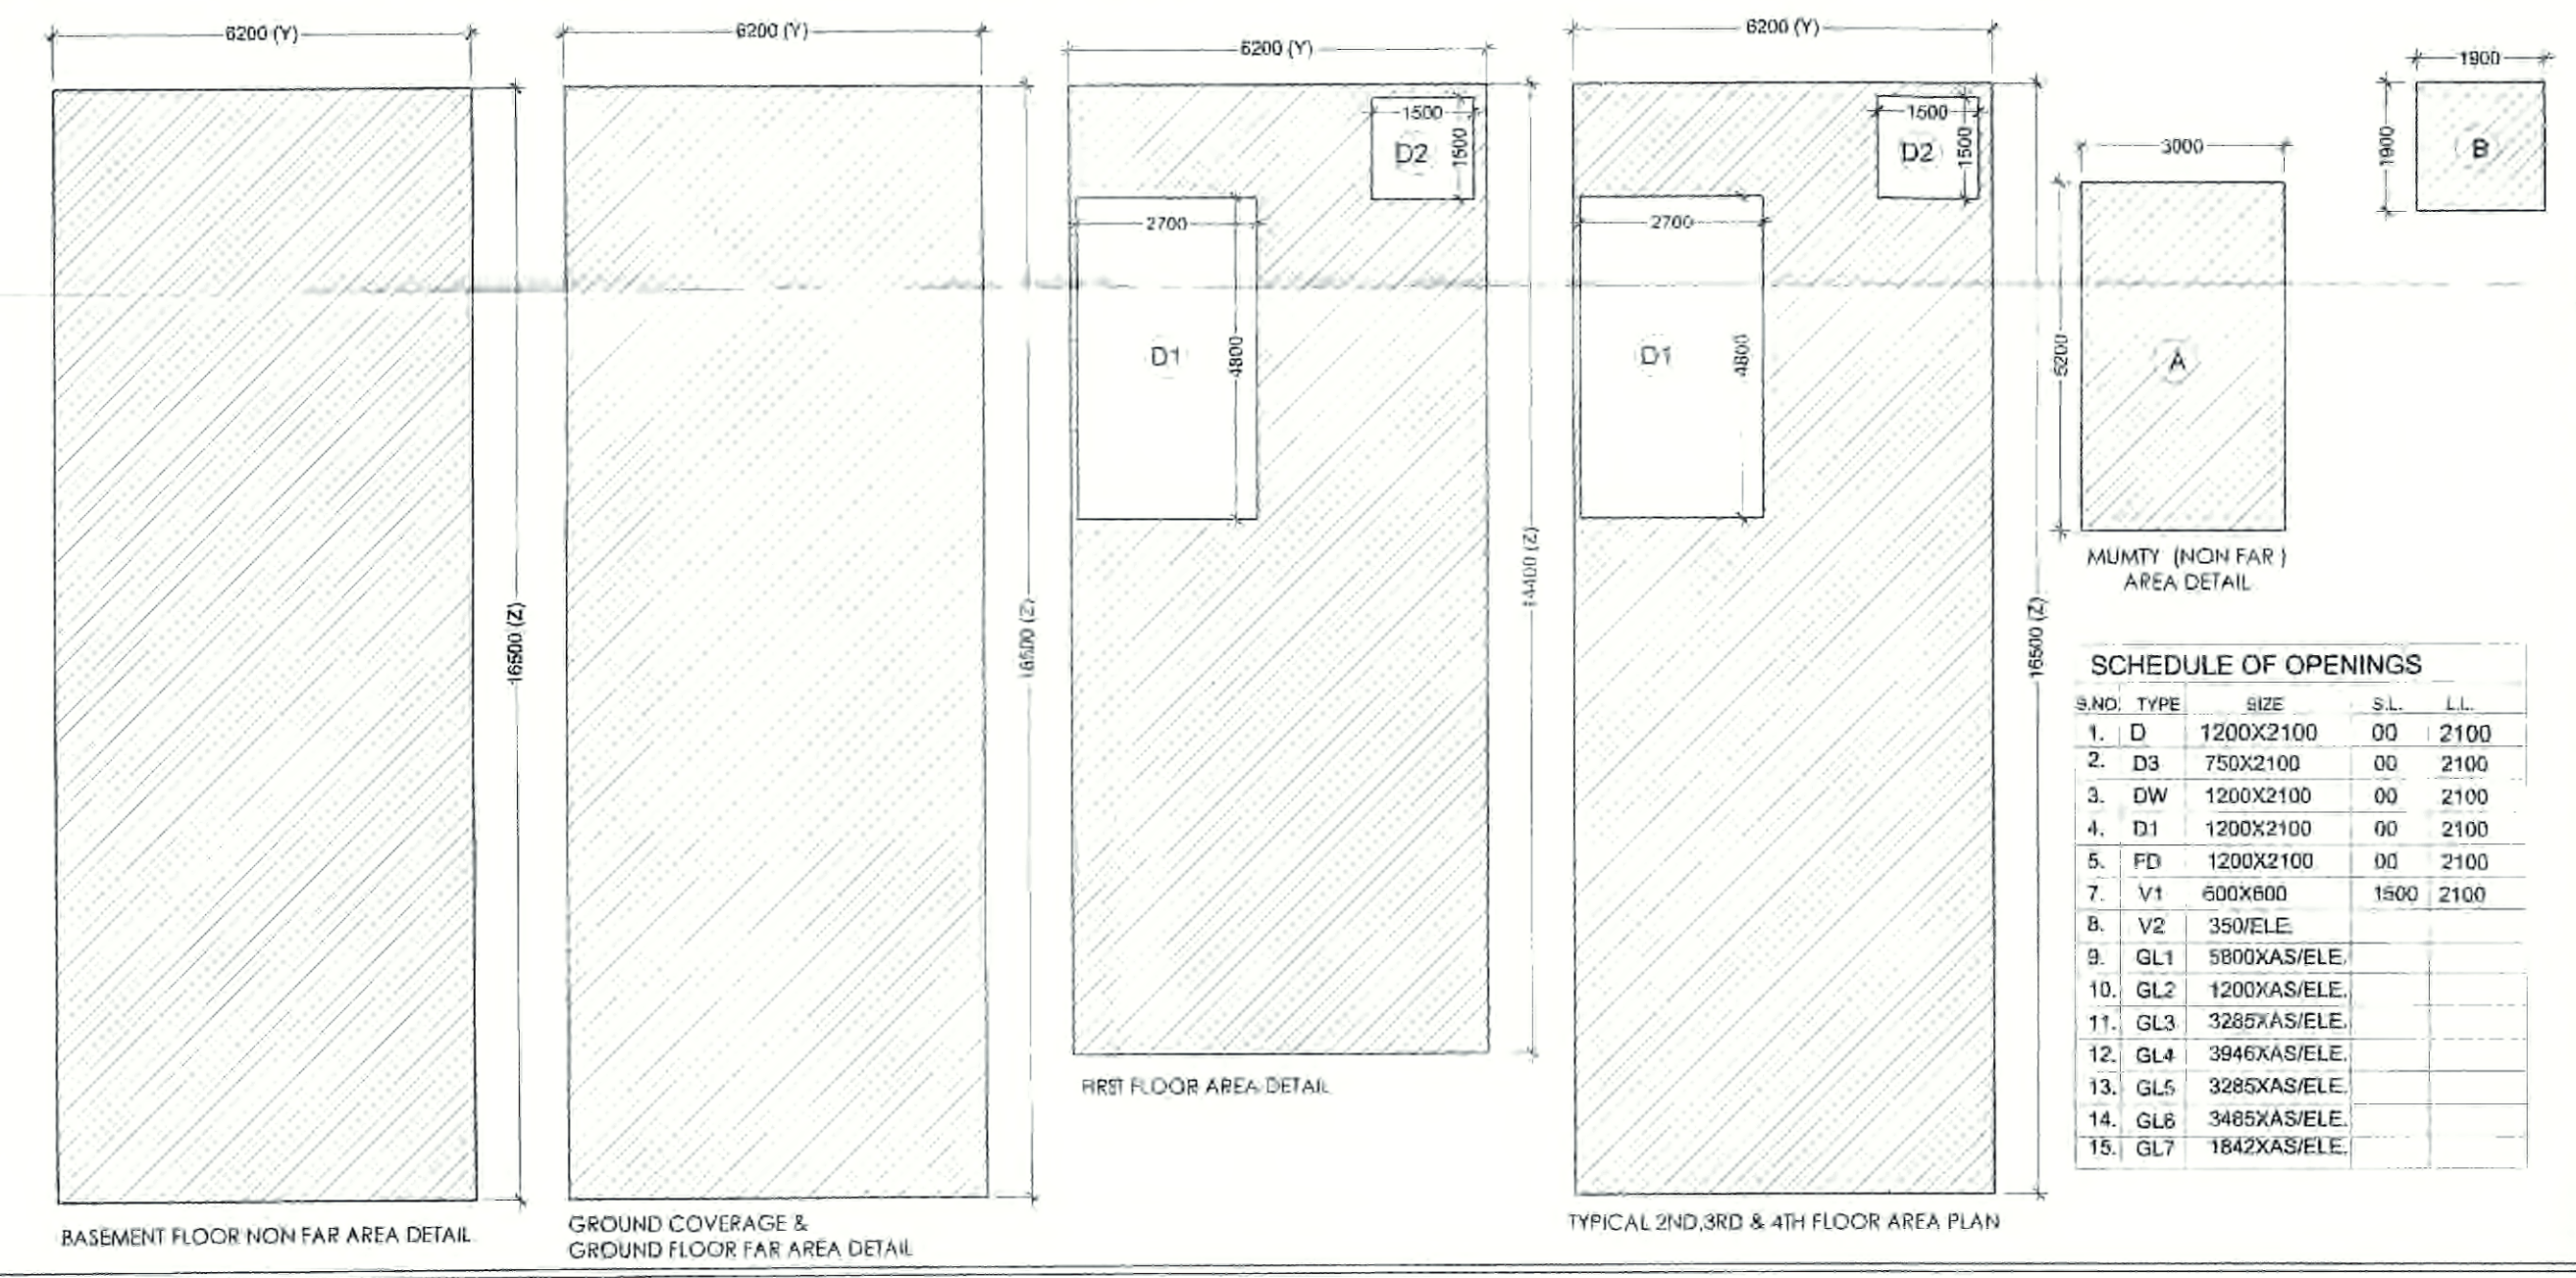 6200 (Y)
16500 (Z)
BASEMENT FLOOR NON FAR AREA DETAIL
6200 (Y)
16500 (Z)
GROUND COVERAGE &
GROUND FLOOR FAR AREA DETAIL
6200 (Y)
1500
D2
1500
2700
D1
4800
14400 (Z)
FIRST FLOOR AREA DETAIL
6200 (Y)
1500
D2
1500
2700
D1
4800
16500 (Z)
TYPICAL 2ND,3RD & 4TH FLOOR AREA PLAN
3000
5200
A
MUMTY (NON FAR )
AREA DETAIL
1900
1900
B
SCHEDULE OF OPENINGS
S.NO. TYPE SIZE S.L. L.L.
1. D 1200X2100 00 2100
2. D3 750X2100 00 2100
3. DW 1200X2100 00 2100
4. D1 1200X2100 00 2100
5. FD 1200X2100 00 2100
7. V1 600X600 1500 2100
8. V2 350/ELE.
9. GL1 5800XAS/ELE.
10. GL2 1200XAS/ELE.
11. GL3 3285XAS/ELE.
12. GL4 3946XAS/ELE.
13. GL5 3285XAS/ELE.
14. GL6 3485XAS/ELE.
15. GL7 1842XAS/ELE.